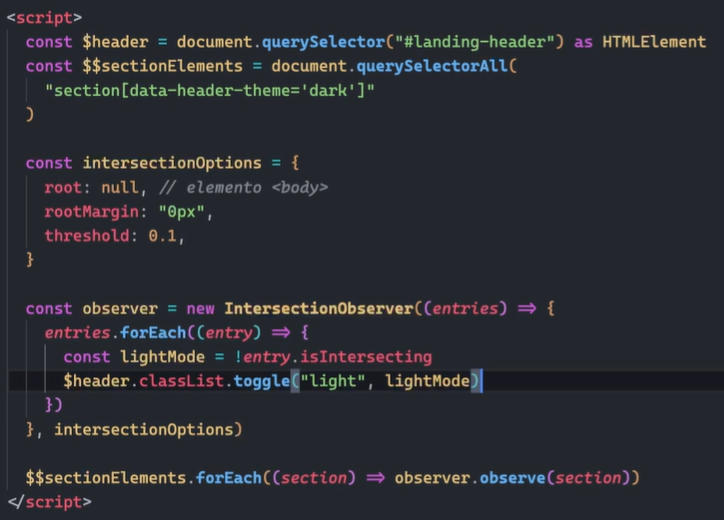 <script>
const $header = document.querySelector("#landing-header") as HTMLElement
const $$sectionElements = document.querySelectorAll(
"section[data-header-theme='dark']"
)
const intersectionOptions = {
root: null, // elemento <body>
rootMargin: "0px",
threshold: 0.1,
}
const observer = new IntersectionObserver((entries) => {
entries.forEach((entry) => {
const lightMode = !entry.isIntersecting
$header.classList.toggle("light", lightMode)
})
}, intersectionOptions)
$$sectionElements.forEach((section) => observer.observe(section))
</script>